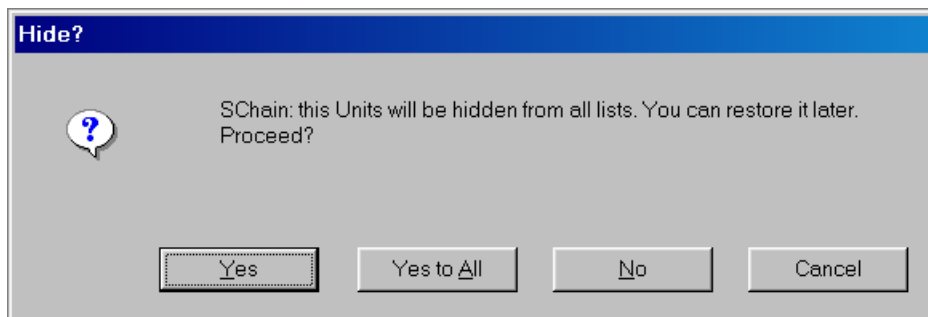 Hide?
SChain: this Units will be hidden from all lists. You can restore it later.
Proceed?
Yes
Yes to All
No
Cancel